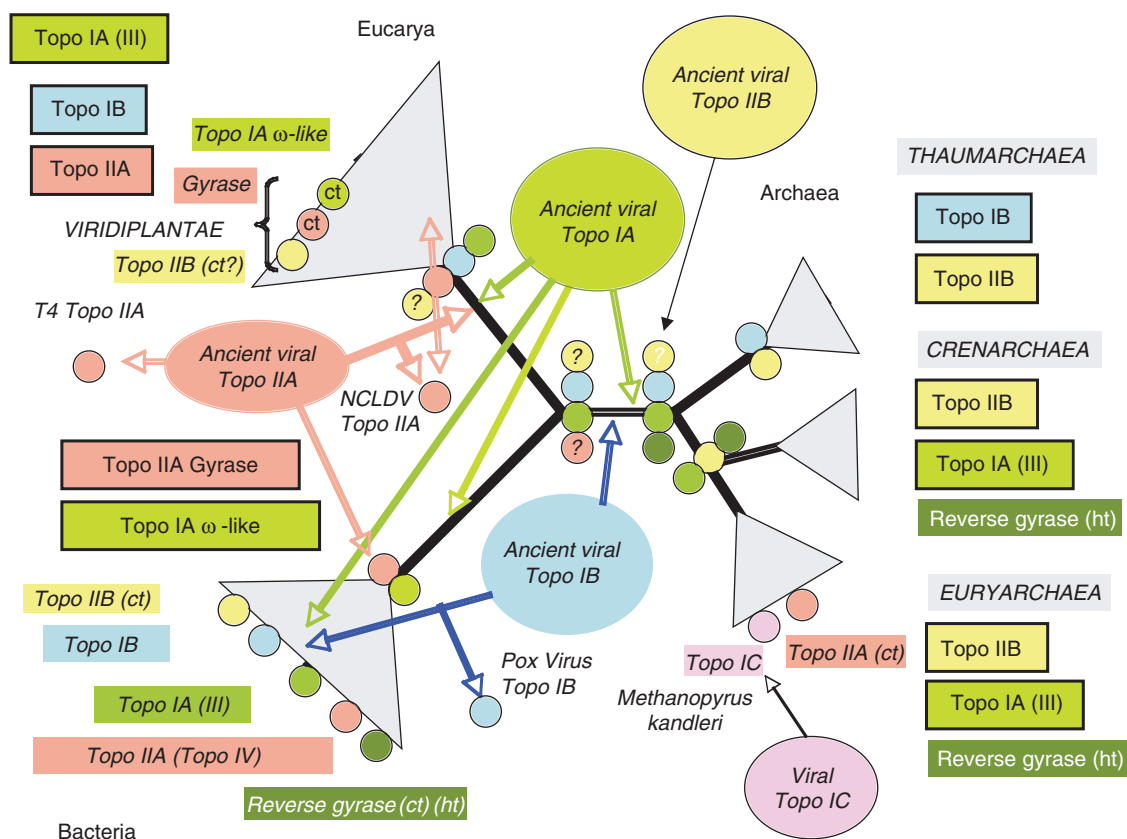 Eucarya
Topo IA (III)
Topo IB
Topo IIA
Topo IA ω-like
Gyrase
VIRIDIPLANTAE
Topo IIB (ct?)
ct
ct
?
T4 Topo IIA
Ancient viral
Topo IIA
NCLDV
Topo IIA
Ancient viral
Topo IA
Ancient viral
Topo IIB
Archaea
?
?
?
Topo IIA Gyrase
Topo IA ω -like
Ancient viral
Topo IB
Topo IIB (ct)
Topo IB
Topo IA (III)
Topo IIA (Topo IV)
Reverse gyrase (ct) (ht)
Bacteria
Pox Virus
Topo IB
Topo IC
Topo IIA (ct)
Methanopyrus
kandleri
Viral
Topo IC
THAUMARCHAEA
Topo IB
Topo IIB
CRENARCHAEA
Topo IIB
Topo IA (III)
Reverse gyrase (ht)
EURYARCHAEA
Topo IIB
Topo IA (III)
Reverse gyrase (ht)